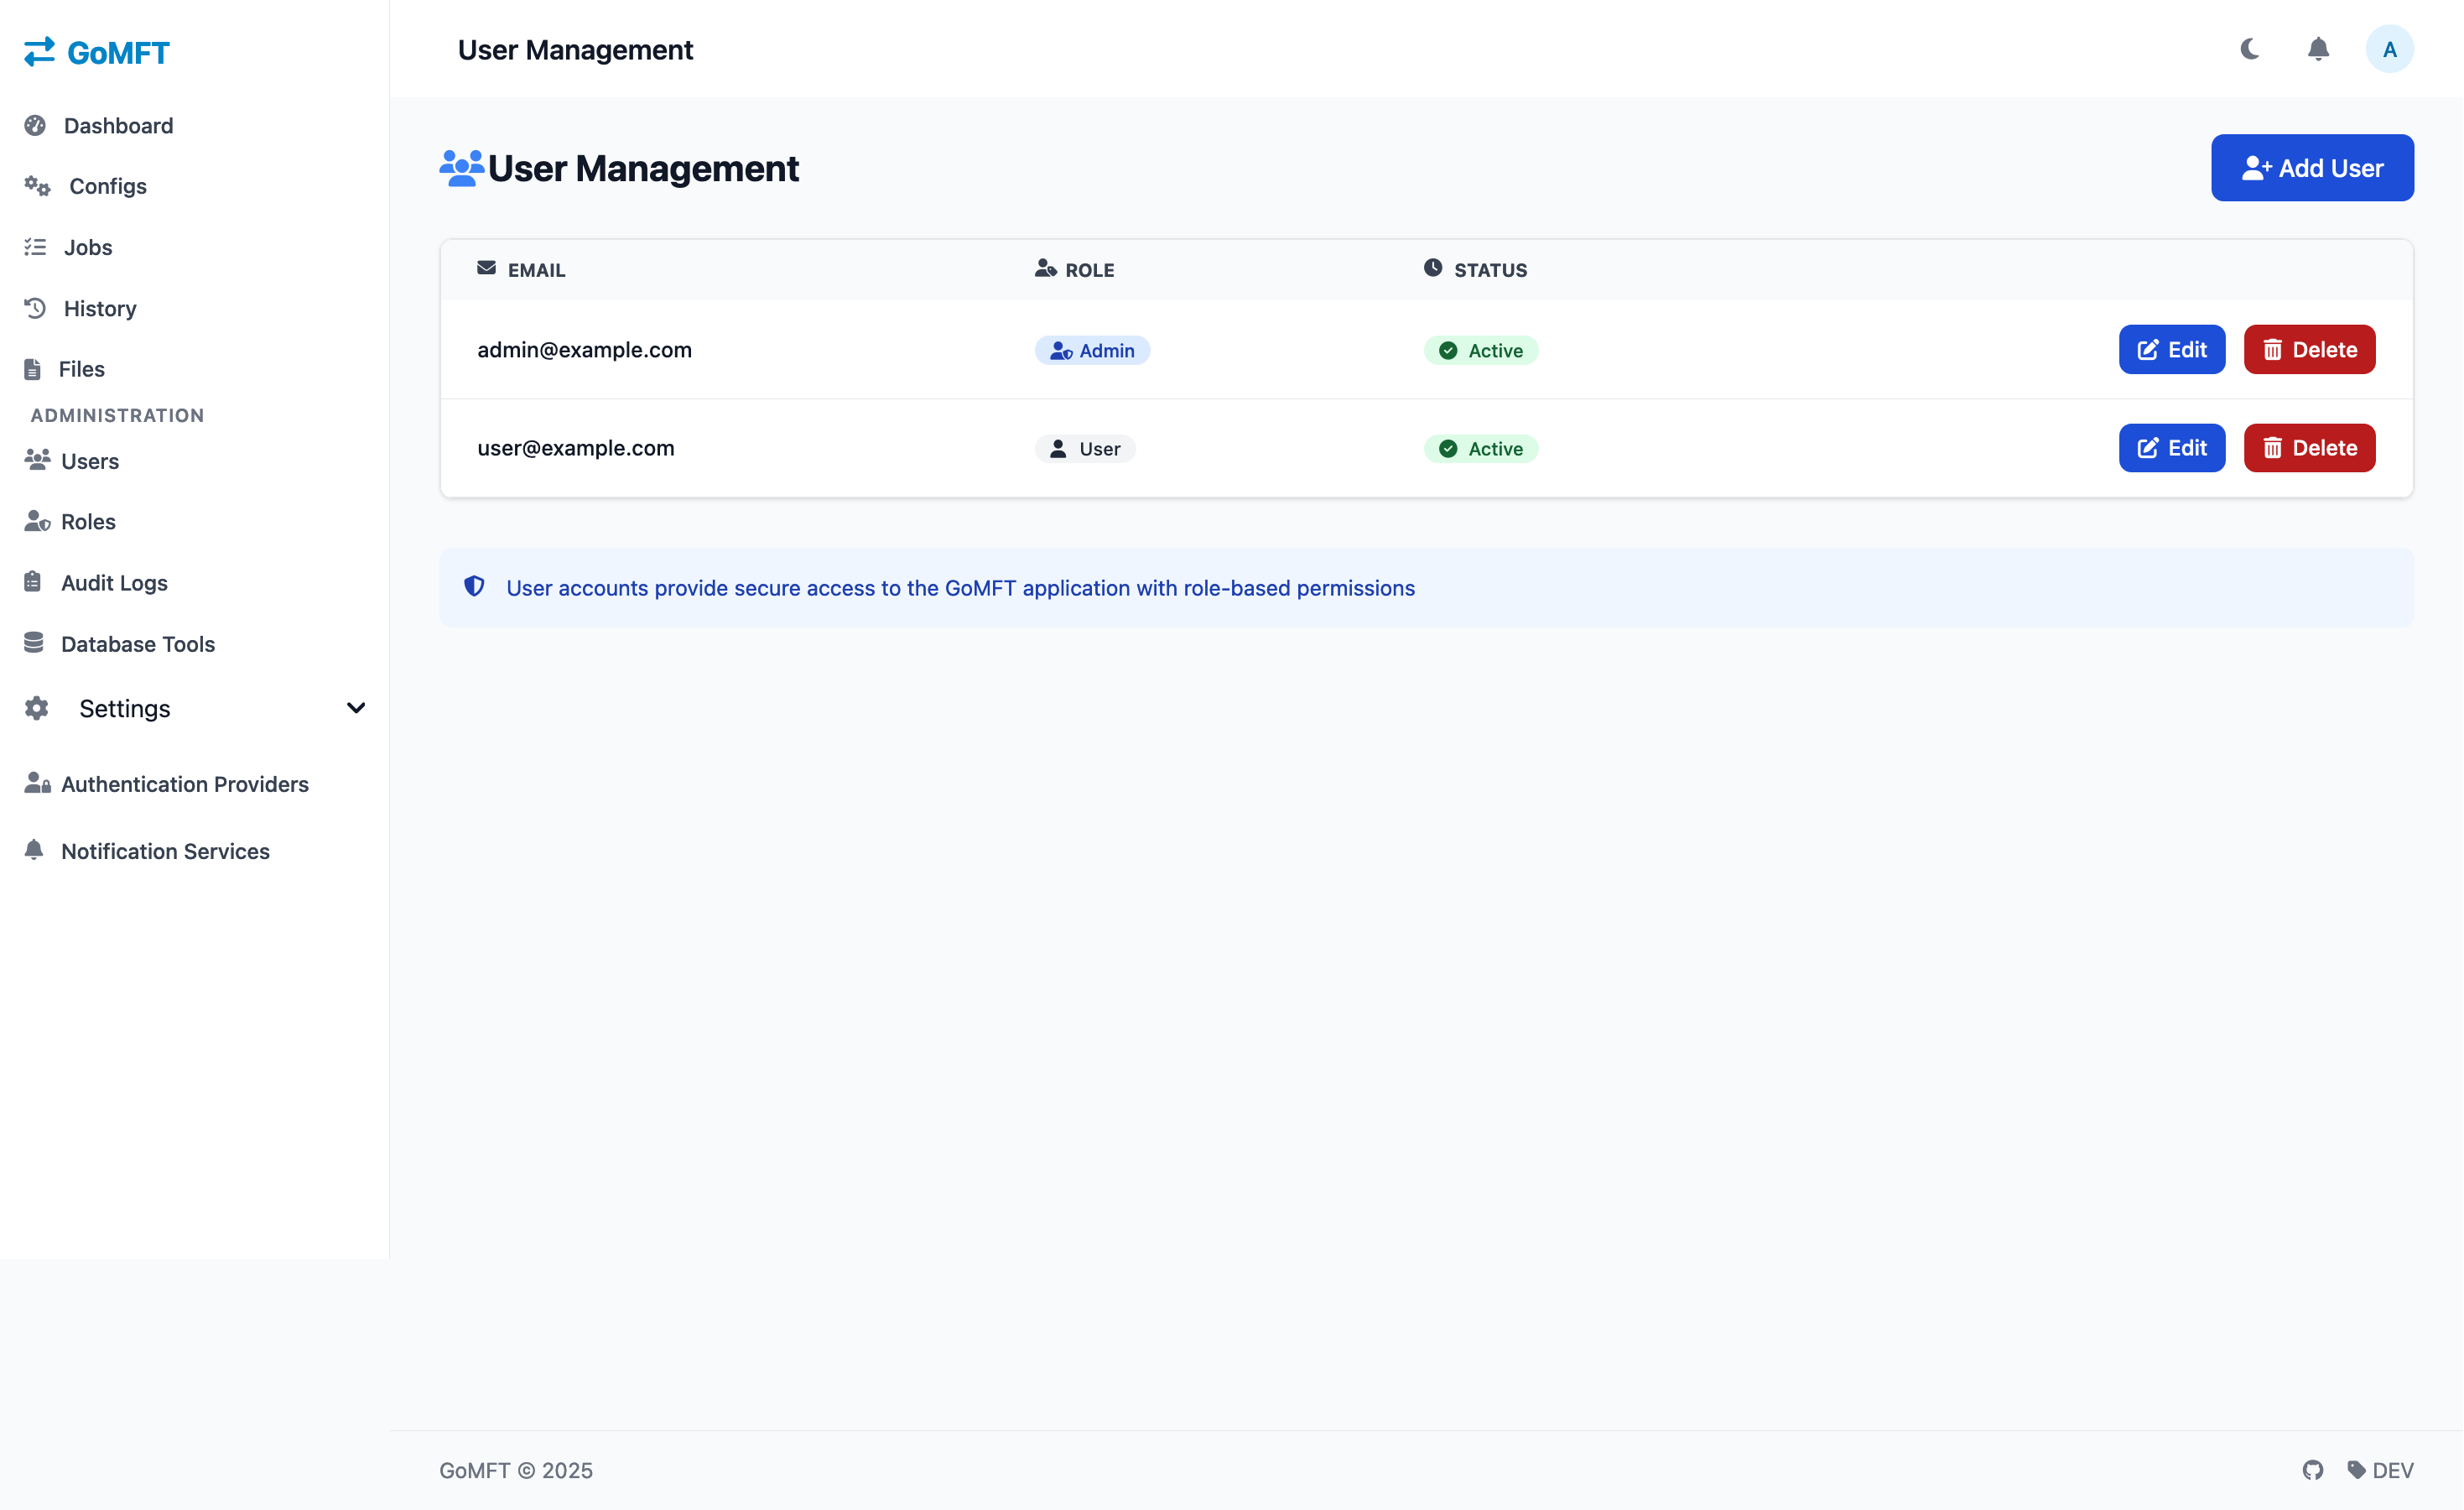 GoMFT
Dashboard
Configs
Jobs
History
Files
ADMINISTRATION
Users
Roles
Audit Logs
Database Tools
Settings
Authentication Providers
Notification Services
User Management
A
User Management
Add User
EMAIL ROLE STATUS
admin@example.com Admin Active Edit Delete
user@example.com User Active Edit Delete
User accounts provide secure access to the GoMFT application with role-based permissions
GoMFT © 2025
DEV